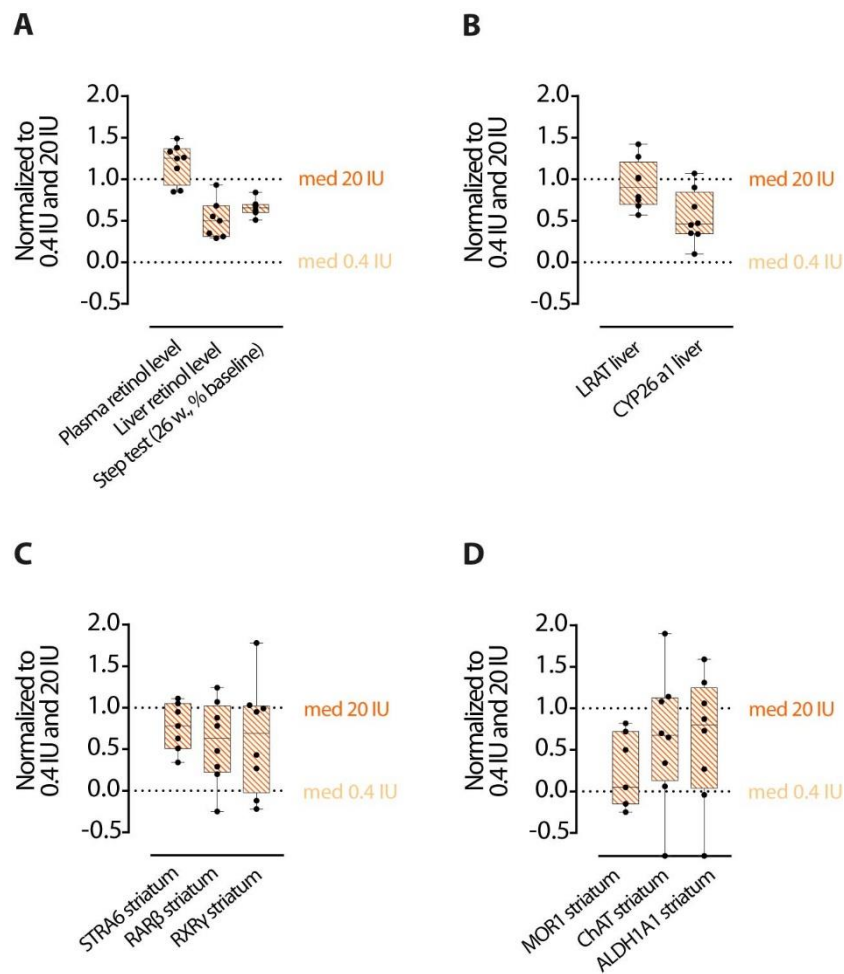 A
Normalized to
0.4 IU and 20 IU
2.0
1.5
1.0
0.5
0.0
-0.5
med 20 IU
med 0.4 IU
Plasma retinol level
Liver retinol level
Step test (26 w, % baseline)
B
Normalized to
0.4 IU and 20 IU
2.0
1.5
1.0
0.5
0.0
-0.5
med 20 IU
med 0.4 IU
LRAT liver
CYP26 a1 liver
C
Normalized to
0.4 IU and 20 IU
2.0
1.5
1.0
0.5
0.0
-0.5
med 20 IU
med 0.4 IU
STRA6 striatum
RARβ striatum
RXRγ striatum
D
Normalized to
0.4 IU and 20 IU
2.0
1.5
1.0
0.5
0.0
-0.5
med 20 IU
med 0.4 IU
MOR1 striatum
ChAT striatum
ALDH1A1 striatum